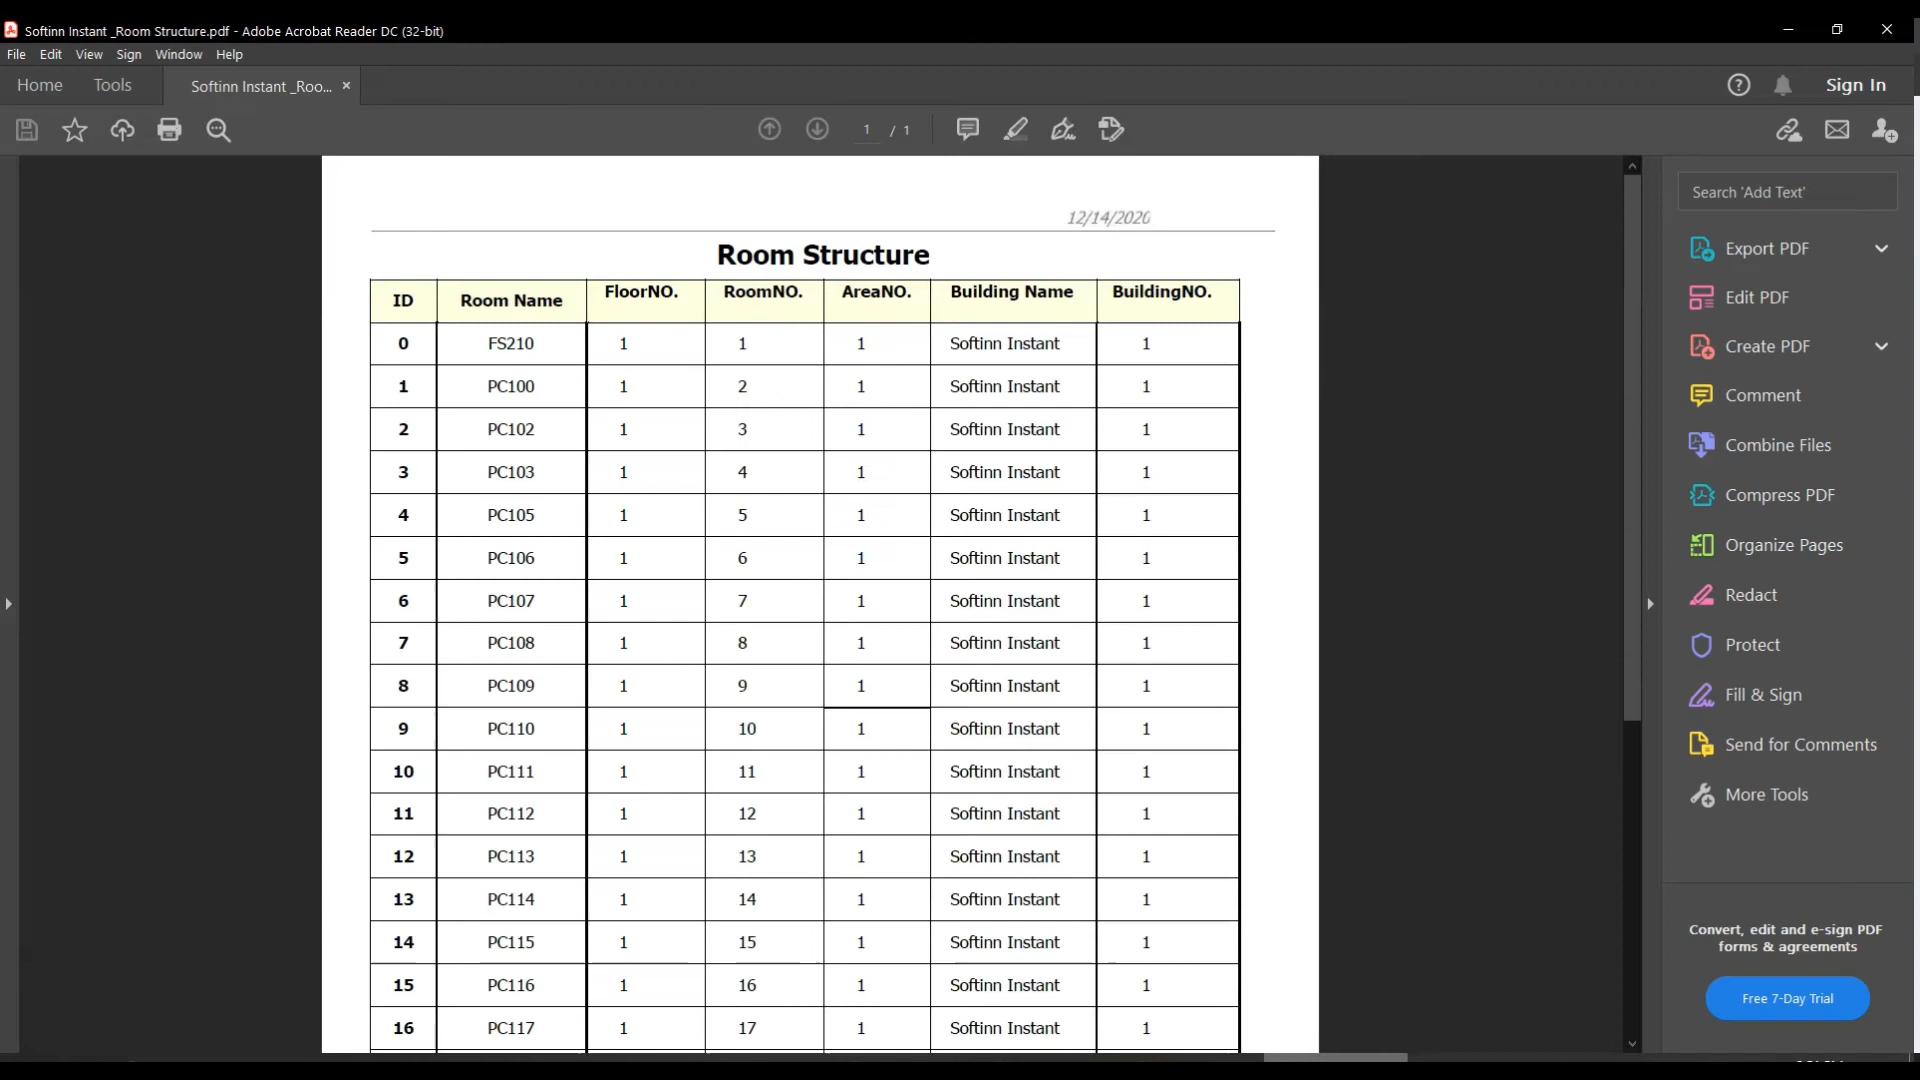 Softinn Instant _Room Structure.pdf - Adobe Acrobat Reader DC (32-bit)
File Edit View Sign Window Help
Home Tools Softinn Instant _Roo... × Sign In
1 / 1
Search 'Add Text'
12/14/2020
Room Structure
ID Room Name FloorNO. RoomNO. AreaNO. Building Name BuildingNO.
0 FS210 1 1 1 Softinn Instant 1
1 PC100 1 2 1 Softinn Instant 1
2 PC102 1 3 1 Softinn Instant 1
3 PC103 1 4 1 Softinn Instant 1
4 PC105 1 5 1 Softinn Instant 1
5 PC106 1 6 1 Softinn Instant 1
6 PC107 1 7 1 Softinn Instant 1
7 PC108 1 8 1 Softinn Instant 1
8 PC109 1 9 1 Softinn Instant 1
9 PC110 1 10 1 Softinn Instant 1
10 PC111 1 11 1 Softinn Instant 1
11 PC112 1 12 1 Softinn Instant 1
12 PC113 1 13 1 Softinn Instant 1
13 PC114 1 14 1 Softinn Instant 1
14 PC115 1 15 1 Softinn Instant 1
15 PC116 1 16 1 Softinn Instant 1
16 PC117 1 17 1 Softinn Instant 1
Export PDF
Edit PDF
Create PDF
Comment
Combine Files
Compress PDF
Organize Pages
Redact
Protect
Fill & Sign
Send for Comments
More Tools
Convert, edit and e-sign PDF
forms & agreements
Free 7-Day Trial